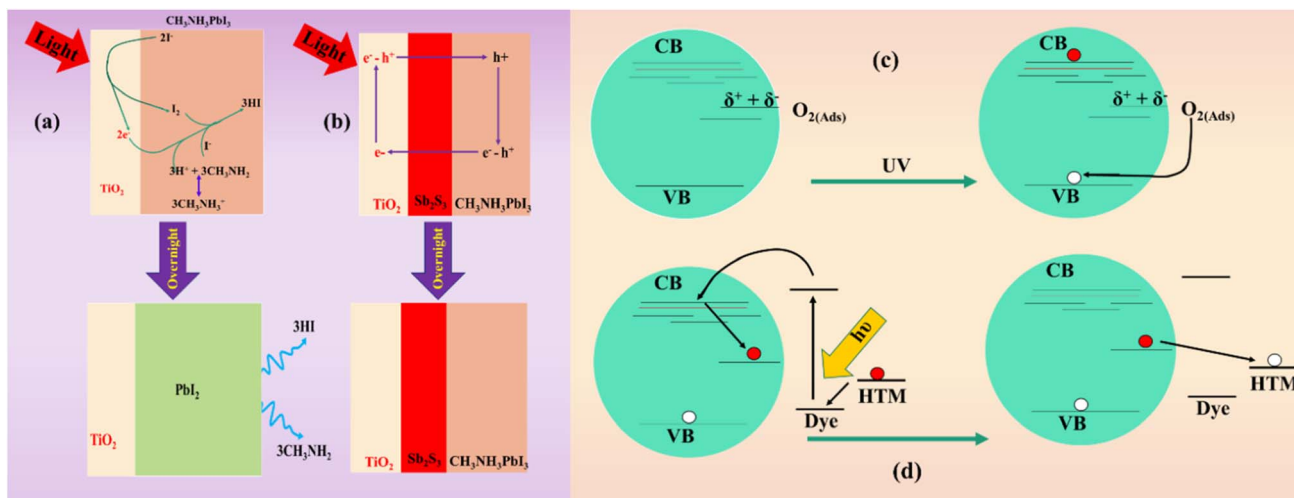 CH₃NH₃PbI₃
Light
2I⁻
(a)
I₂
3HI
2e⁻
I⁻
3H⁺ + 3CH₃NH₂
TiO₂
3CH₃NH₃⁺
Overnight
TiO₂
PbI₂
3HI
3CH₃NH₂
Light
e⁻ - h⁺
h+
(b)
e-
e⁻ - h⁺
TiO₂
Sb₂S₃
CH₃NH₃PbI₃
Overnight
TiO₂
Sb₂S₃
CH₃NH₃PbI₃
CB
δ⁺ + δ⁻
O₂(Ads)
VB
(c)
UV
CB
δ⁺ + δ⁻
O₂(Ads)
VB
CB
hυ
HTM
Dye
VB
(d)
CB
HTM
Dye
VB